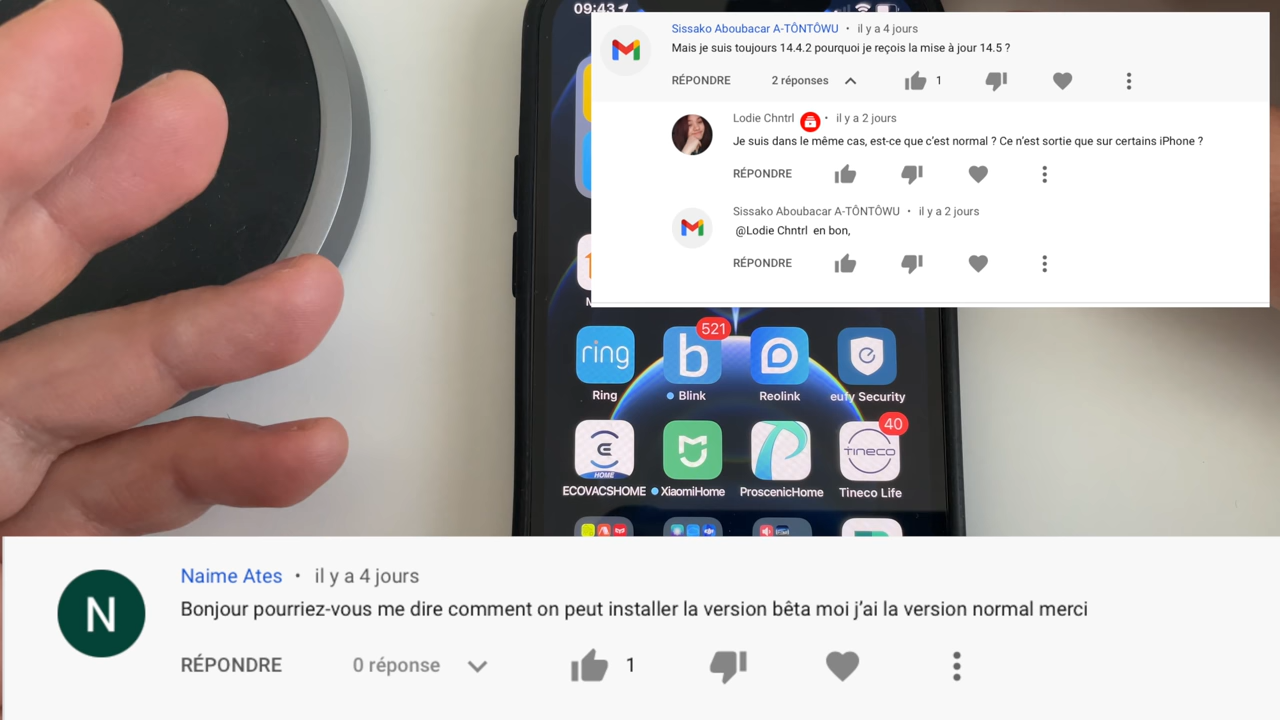 09:43
Sissako Aboubacar A-TÔNTÔWU • il y a 4 jours
Mais je suis toujours 14.4.2 pourquoi je reçois la mise à jour 14.5 ?
RÉPONDRE 2 réponses 1
Lodie Chntrl • il y a 2 jours
Je suis dans le même cas, est-ce que c'est normal ? Ce n'est sortie que sur certains iPhone ?
RÉPONDRE
Sissako Aboubacar A-TÔNTÔWU • il y a 2 jours
@Lodie Chntrl en bon,
RÉPONDRE
ring b 521
Ring Blink Reolink eufy Security
HOME tineco 40
ECOVACSHOME XiaomiHome ProscenicHome Tineco Life
N
Naime Ates • il y a 4 jours
Bonjour pourriez-vous me dire comment on peut installer la version bêta moi j'ai la version normal merci
RÉPONDRE 0 réponse 1